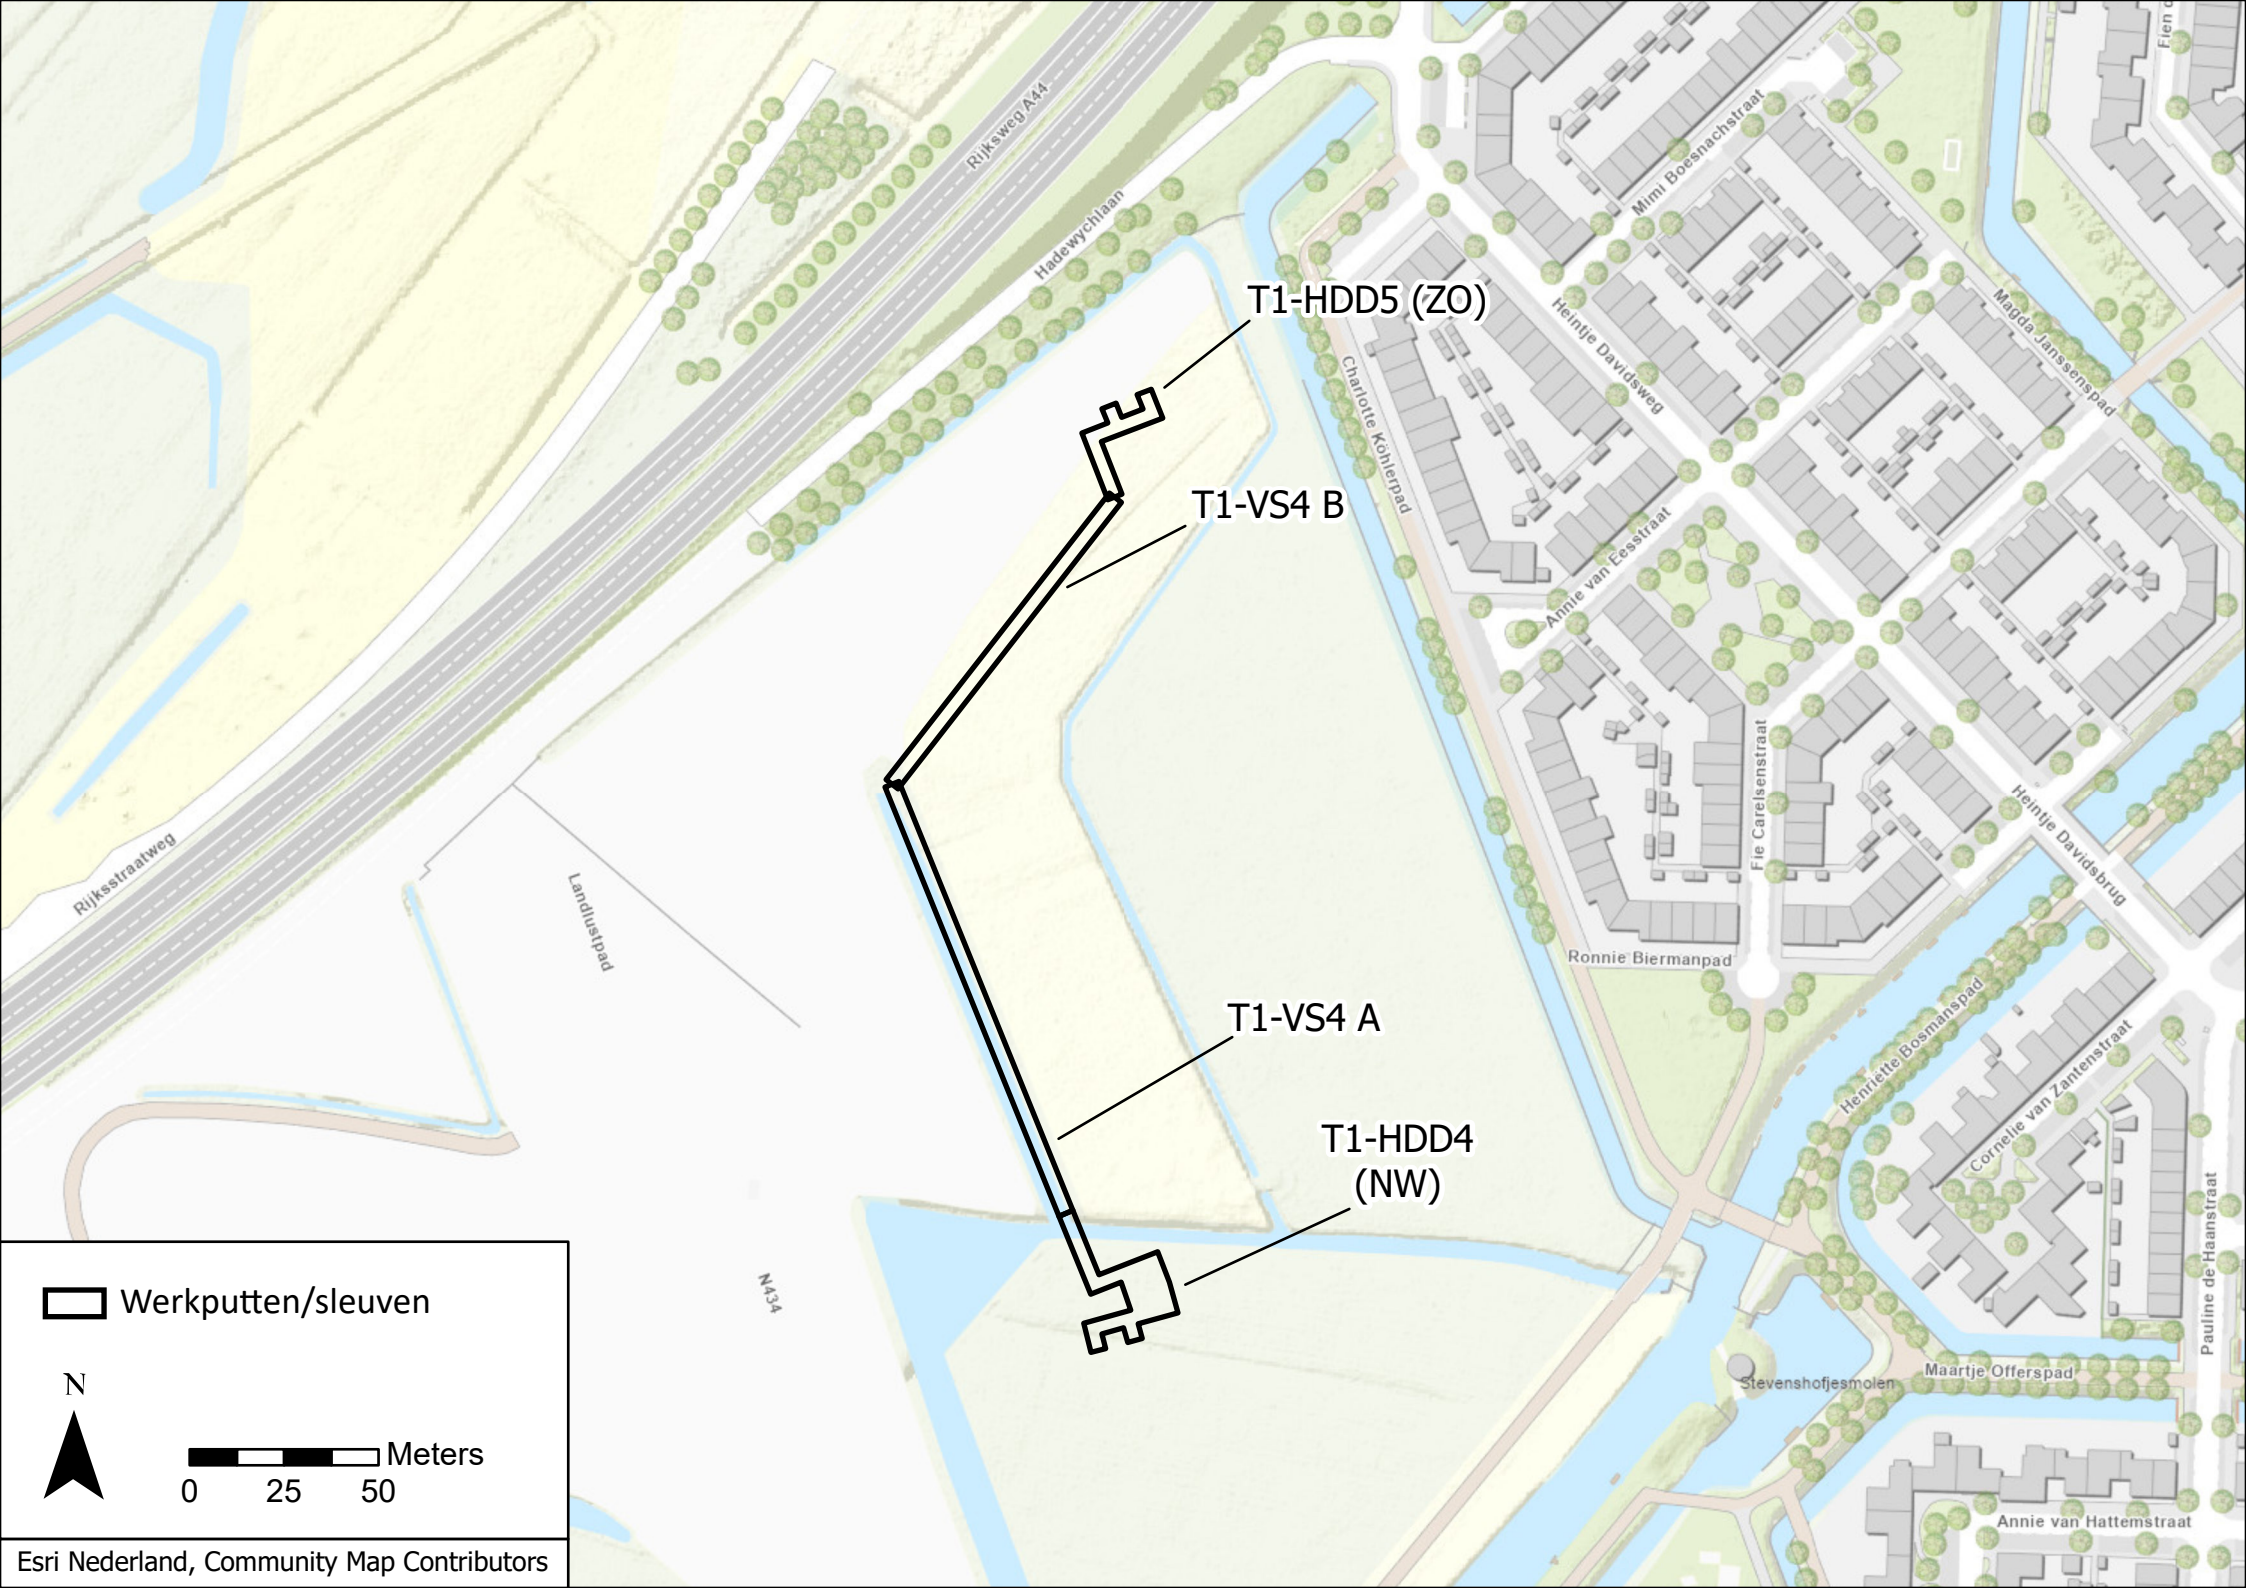 Fien d
Rijksweg A44
Mimi Boesnachstraat
Hadewychlaan
T1-HDD5 (ZO)
Heintje Davidsweg
Magda Janssenspad
Charlotte Köhlerpad
T1-VS4 B
Annie van Eesstraat
Fie Carelsenstraat
Heintje Davidsbrug
Rijksstraatweg
Landlustpad
Ronnie Biermanpad
T1-VS4 A
Henriëtte Bosmanspad
Cornelie van Zantenstraat
T1-HDD4
(NW)
Pauline de Haanstraat
N434
Werkputten/sleuven
Stevenshofjesmolen
Maartje Offerspad
N
Meters
0 25 50
Annie van Hattemstraat
Esri Nederland, Community Map Contributors